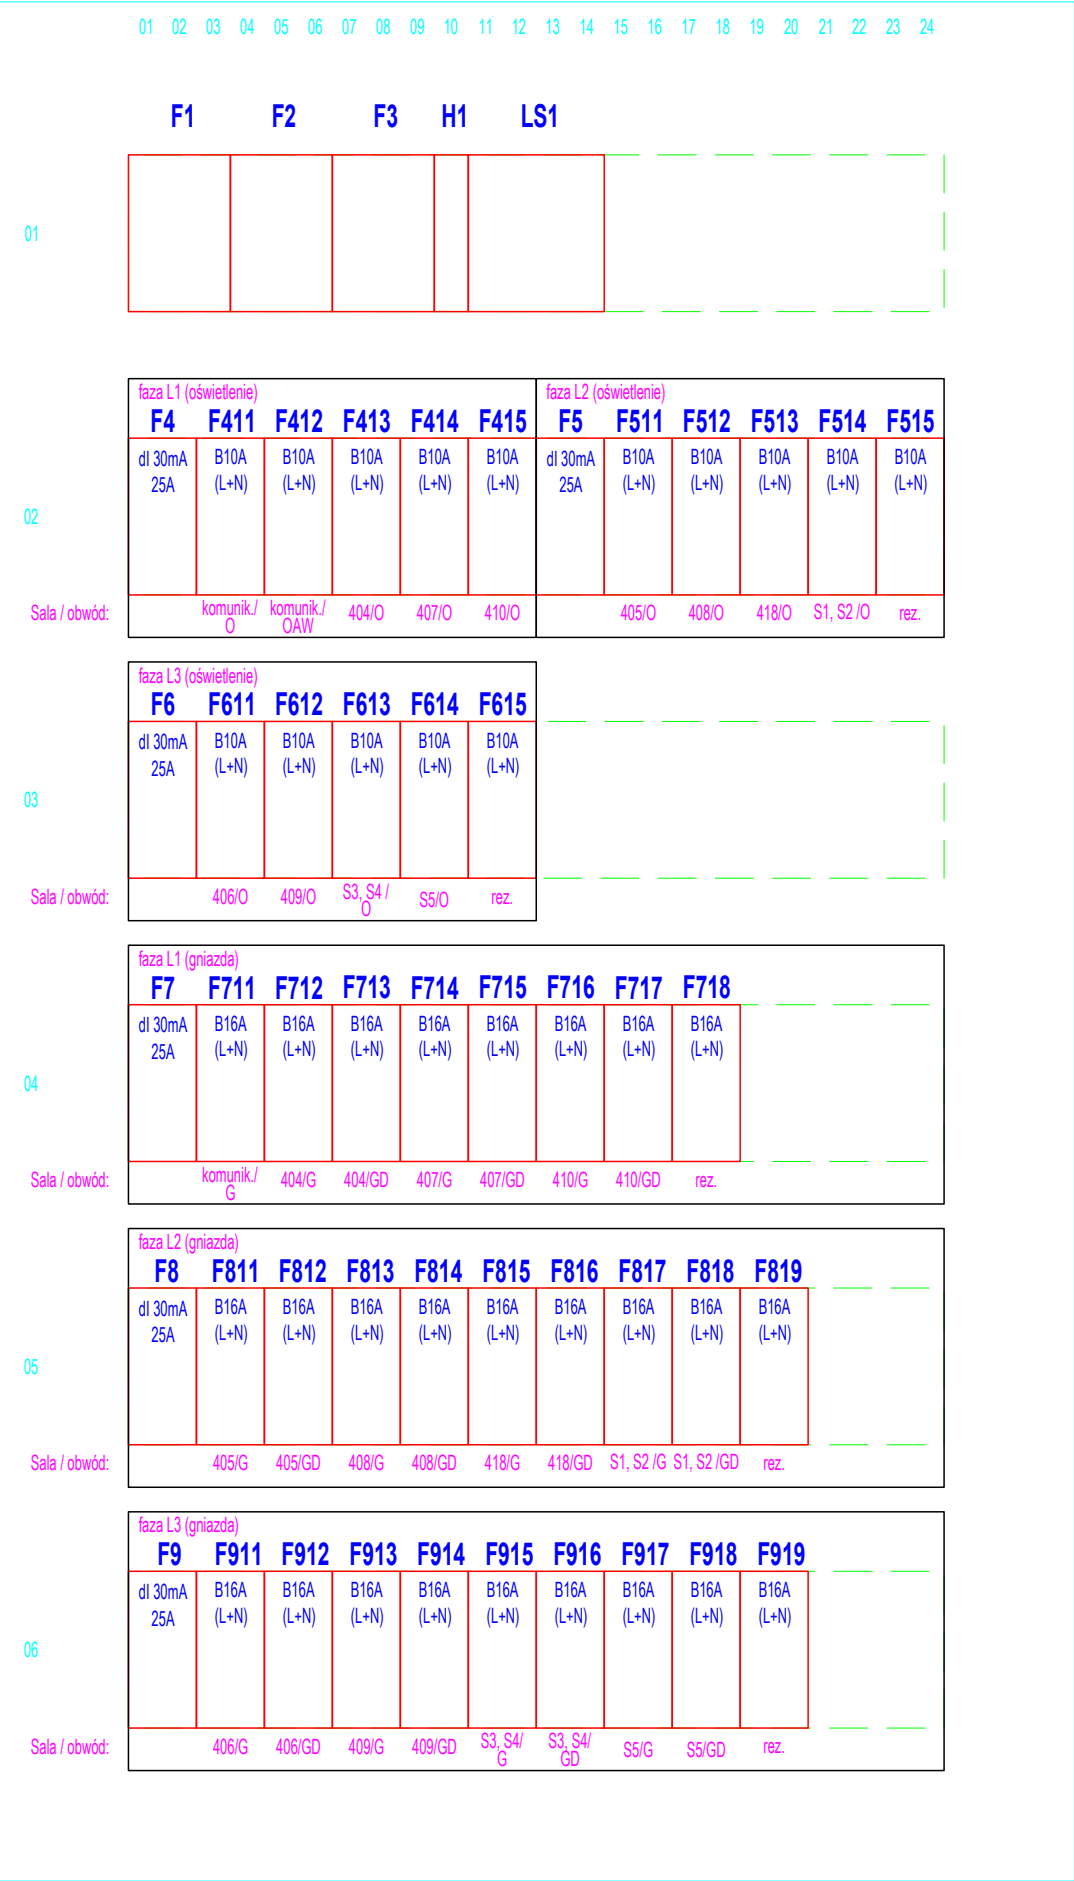 01 02 03 04 05 06 07 08 09 10 11 12 13 14 15 16 17 18 19 20 21 22 23 24
F1 F2 F3 H1 LS1
01
faza L1 (oświetlenie) faza L2 (oświetlenie)
F4 F411 F412 F413 F414 F415 F5 F511 F512 F513 F514 F515
dI 30mA B10A B10A B10A B10A B10A dI 30mA B10A B10A B10A B10A B10A
25A (L+N) (L+N) (L+N) (L+N) (L+N) 25A (L+N) (L+N) (L+N) (L+N) (L+N)
02
Sala / obwód: komunik./ komunik./ 404/O 407/O 410/O 405/O 408/O 418/O S1, S2 /O rez.
O OAW
faza L3 (oświetlenie)
F6 F611 F612 F613 F614 F615
dI 30mA B10A B10A B10A B10A B10A
25A (L+N) (L+N) (L+N) (L+N) (L+N)
03
Sala / obwód: 406/O 409/O S3, S4 / S5/O rez.
O
faza L1 (gniazda)
F7 F711 F712 F713 F714 F715 F716 F717 F718
dI 30mA B16A B16A B16A B16A B16A B16A B16A B16A
25A (L+N) (L+N) (L+N) (L+N) (L+N) (L+N) (L+N) (L+N)
04
Sala / obwód: komunik./ 404/G 404/GD 407/G 407/GD 410/G 410/GD rez.
G
faza L2 (gniazda)
F8 F811 F812 F813 F814 F815 F816 F817 F818 F819
dI 30mA B16A B16A B16A B16A B16A B16A B16A B16A B16A
25A (L+N) (L+N) (L+N) (L+N) (L+N) (L+N) (L+N) (L+N) (L+N)
05
Sala / obwód: 405/G 405/GD 408/G 408/GD 418/G 418/GD S1, S2 /G S1, S2 /GD rez.
faza L3 (gniazda)
F9 F911 F912 F913 F914 F915 F916 F917 F918 F919
dI 30mA B16A B16A B16A B16A B16A B16A B16A B16A B16A
25A (L+N) (L+N) (L+N) (L+N) (L+N) (L+N) (L+N) (L+N) (L+N)
06
Sala / obwód: 406/G 406/GD 409/G 409/GD S3, S4/ S3, S4/ S5/G S5/GD rez.
G GD